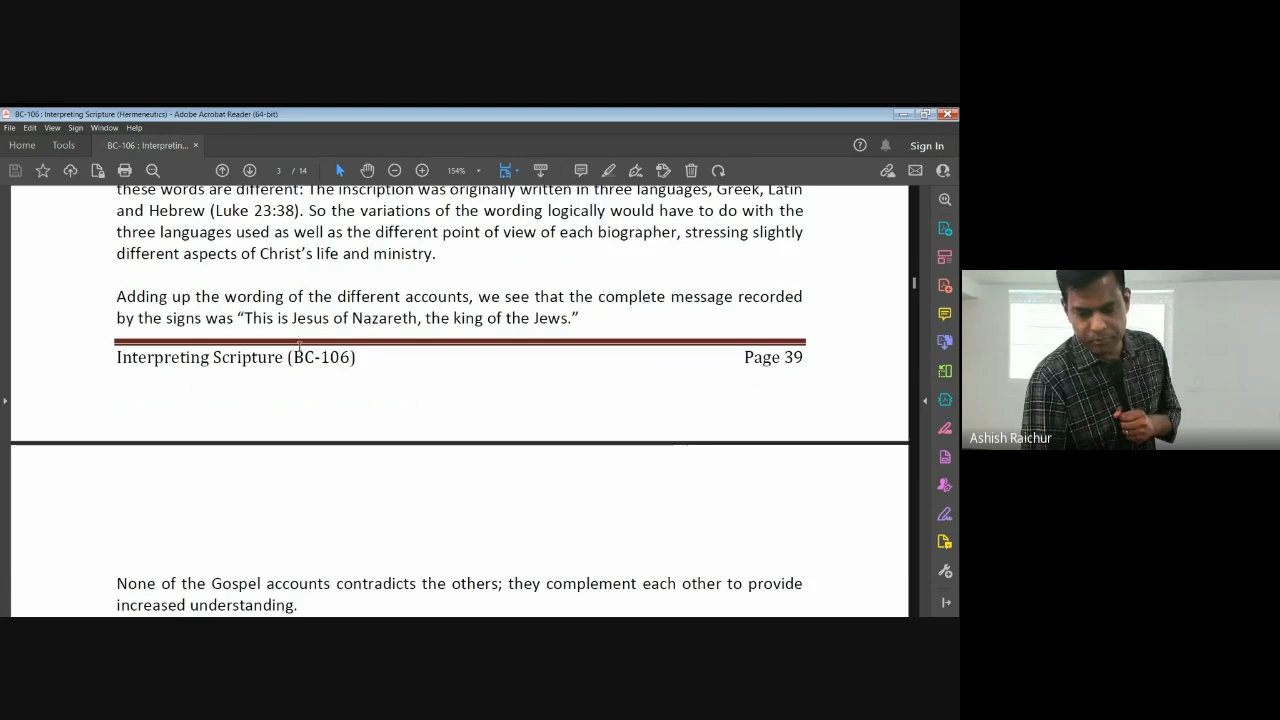 BC-106 : Interpreting Scripture (Hermeneutics) - Adobe Acrobat Reader (64-bit)
File Edit View Sign Window Help
Home Tools BC-106 : Interpretin... × Sign In
3 / 14 154%
these words are different: The inscription was originally written in three languages, Greek, Latin
and Hebrew (Luke 23:38). So the variations of the wording logically would have to do with the
three languages used as well as the different point of view of each biographer, stressing slightly
different aspects of Christ’s life and ministry.
Adding up the wording of the different accounts, we see that the complete message recorded
by the signs was “This is Jesus of Nazareth, the king of the Jews.”
Interpreting Scripture (BC-106) Page 39
None of the Gospel accounts contradicts the others; they complement each other to provide
increased understanding.
Ashish Raichur